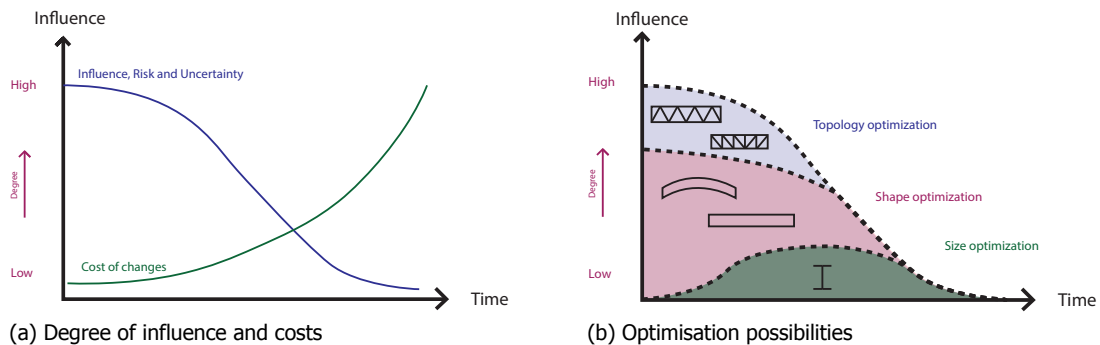 Influence
High
Influence, Risk and Uncertainty
Degree
Cost of changes
Low
Time
(a) Degree of influence and costs
Influence
High
Topology optimization
Degree
Shape optimization
Size optimization
Low
Time
(b) Optimisation possibilities